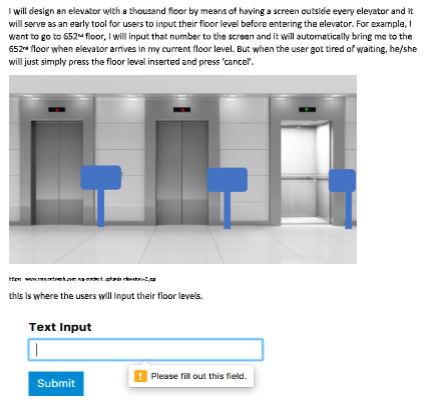 I will design an elevator with a thousand floor by means of having a screen outside every elevator and it
will serve as an early tool for users to input their floor level before entering the elevator. For example, I
want to go to 652ⁿᵈ floor, I will input that number to the screen and it will automatically bring me to the
652ⁿᵈ floor when elevator arrives in my current floor level. But when the user got tired of waiting, he/she
will just simply press the floor level inserted and press 'cancel'.
this is where the users will input their floor levels.
Text Input
Please fill out this field.
Submit